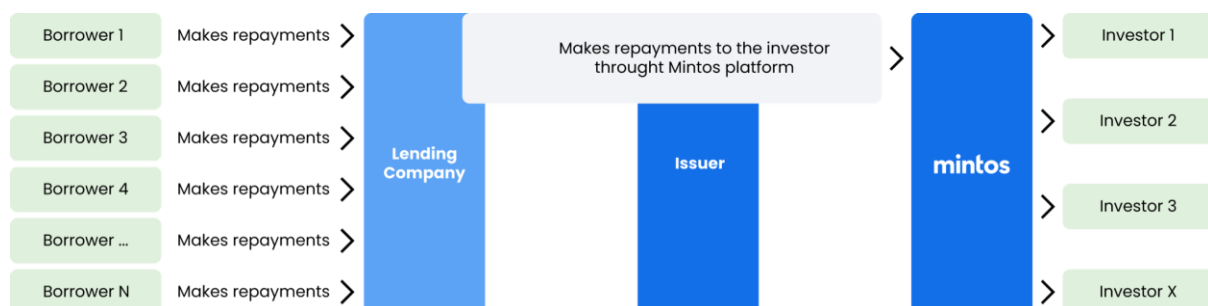 Borrower 1 Makes repayments
Makes repayments to the investor
throught Mintos platform
Investor 1
Borrower 2 Makes repayments
Investor 2
Borrower 3 Makes repayments
Lending
Company
Issuer
mintos
Borrower 4 Makes repayments
Investor 3
Borrower ... Makes repayments
Borrower N Makes repayments
Investor X